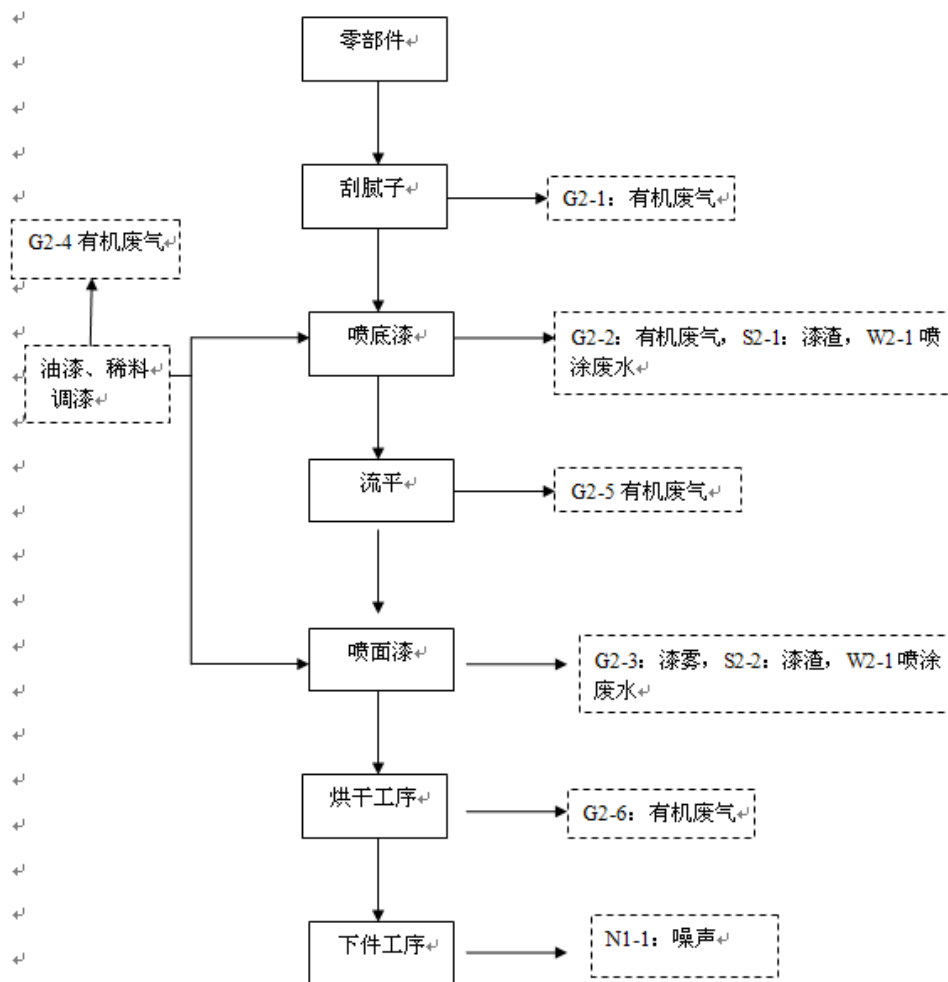 零部件
刮腻子
G2-1：有机废气
G2-4 有机废气
喷底漆
G2-2：有机废气，S2-1：漆渣，W2-1 喷
涂废水
油漆、稀料
调漆
流平
G2-5 有机废气
喷面漆
G2-3：漆雾，S2-2：漆渣，W2-1 喷涂
废水
烘干工序
G2-6：有机废气
下件工序
N1-1：噪声